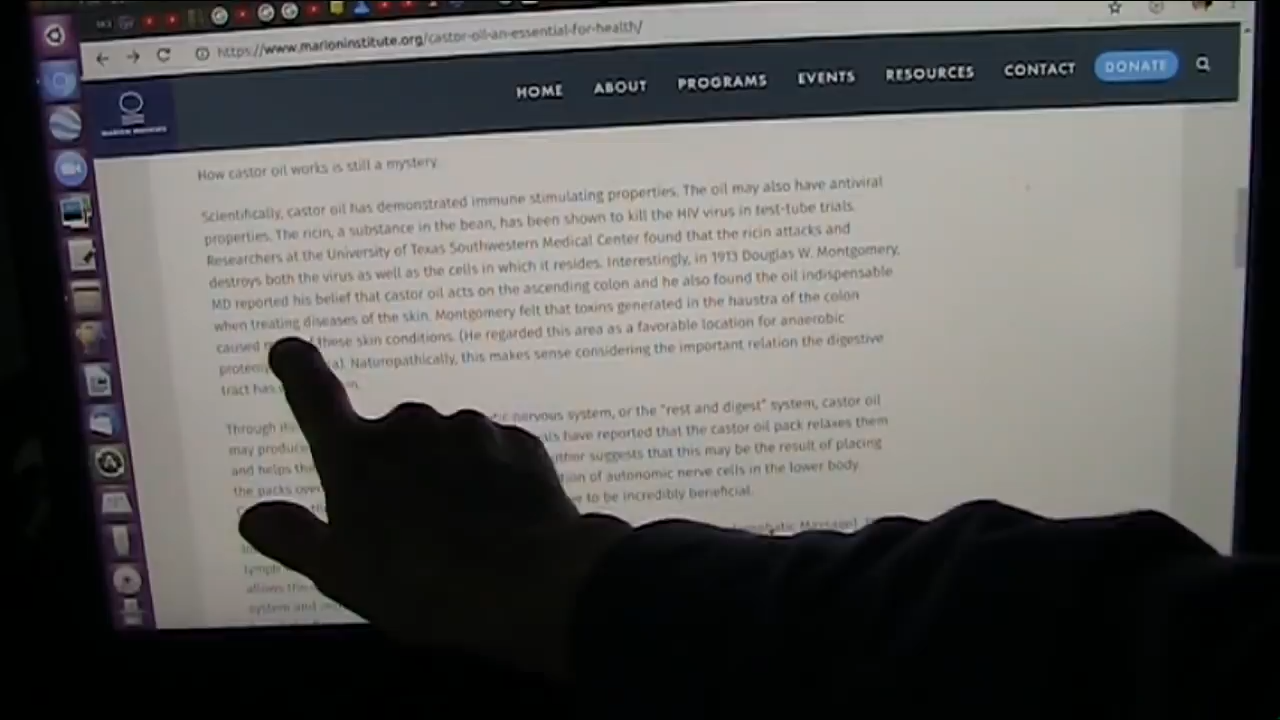 https://www.marioninstitute.org/castor-oil-an-essential-for-health/
HOME ABOUT PROGRAMS EVENTS RESOURCES CONTACT DONATE
MARION INSTITUTE
How castor oil works is still a mystery.
Scientifically, castor oil has demonstrated immune stimulating properties. The oil may also have antiviral
properties. The ricin, a substance in the bean, has been shown to kill the HIV virus in test-tube trials.
Researchers at the University of Texas Southwestern Medical Center found that the ricin attacks and
destroys both the virus as well as the cells in which it resides. Interestingly, in 1913 Douglas W. Montgomery,
MD reported his belief that castor oil acts on the ascending colon and he also found the oil indispensable
when treating diseases of the skin. Montgomery felt that toxins generated in the haustra of the colon
caused these skin conditions. (He regarded this area as a favorable location for anaerobic
Naturopathically, this makes sense considering the important relation the digestive
tract has
Through nervous system, or the "rest and digest" system, castor oil
may produce have reported that the castor oil pack relaxes them
and helps suggests that this may be the result of placing
the packs over of autonomic nerve cells in the lower body.
to be incredibly beneficial.
Massage]
lymph
allows
system and